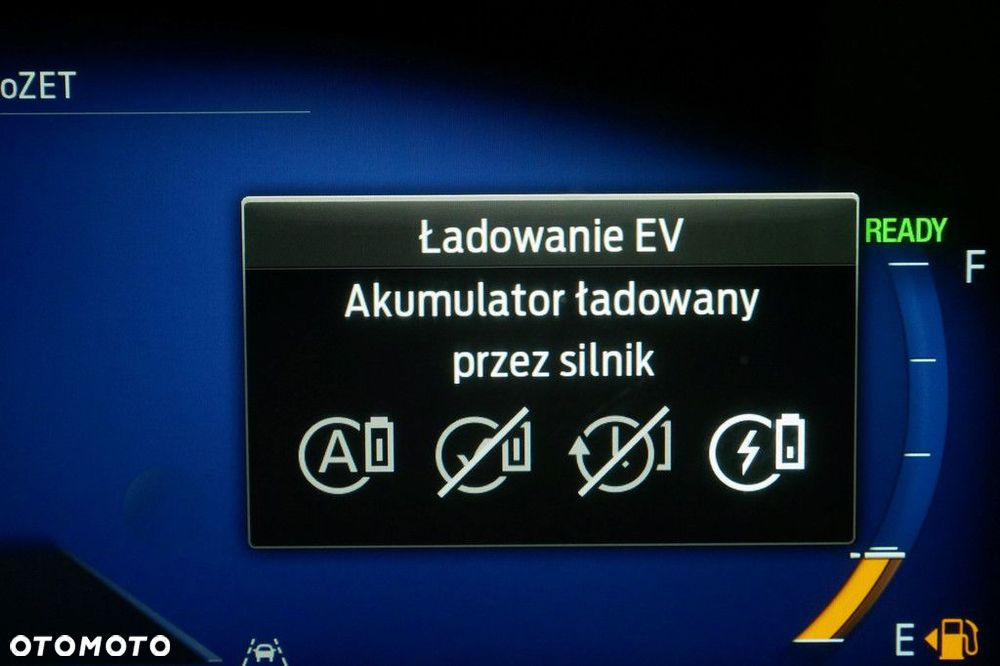 oZET
Ładowanie EV
READY
F
Akumulator ładowany
przez silnik
A
E
OTOMOTO